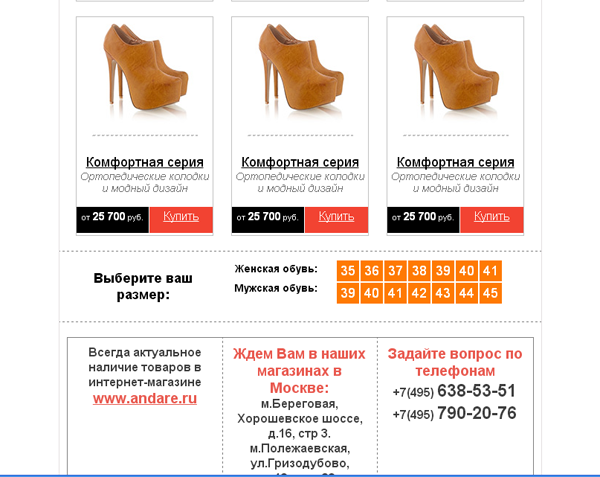 Комфортная серия Комфортная серия Комфортная серия
Ортопедические колодки Ортопедические колодки Ортопедические колодки
и модный дизайн и модный дизайн и модный дизайн
от 25 700 руб. Купить от 25 700 руб. Купить от 25 700 руб. Купить
Выберите ваш
размер:
Женская обувь: 35 36 37 38 39 40 41
Мужская обувь: 39 40 41 42 43 44 45
Всегда актуальное
наличие товаров в
интернет-магазине
www.andare.ru
Ждем Вам в наших
магазинах в
Москве:
м.Береговая,
Хорошевское шоссе,
д.16, стр 3.
м.Полежаевская,
ул.Гризодубово,
Задайте вопрос по
телефонам
+7(495) 638-53-51
+7(495) 790-20-76